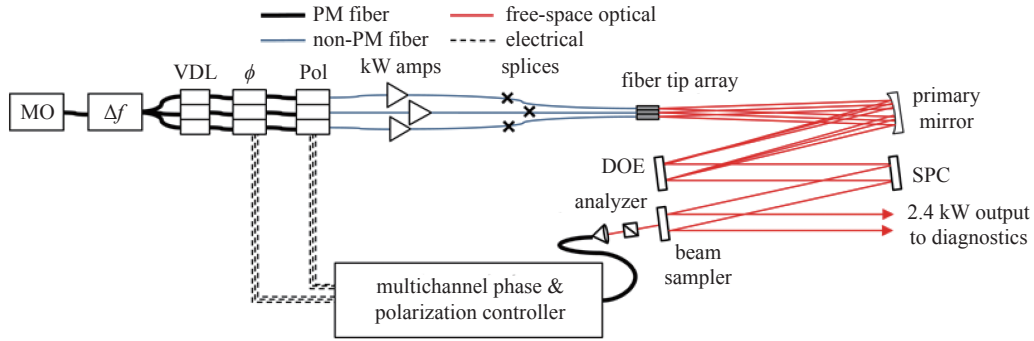 PM fiber
free-space optical
non-PM fiber
electrical
VDL
ϕ
Pol
kW amps
splices
fiber tip array
primary
mirror
MO
Δf
DOE
SPC
analyzer
2.4 kW output
to diagnostics
beam
sampler
multichannel phase &
polarization controller